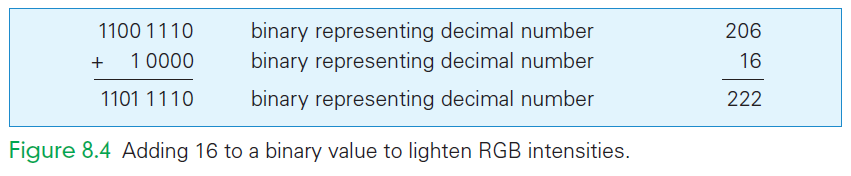 1100 1110 binary representing decimal number 206
+ 1 0000 binary representing decimal number 16
1101 1110 binary representing decimal number 222
Figure 8.4 Adding 16 to a binary value to lighten RGB intensities.